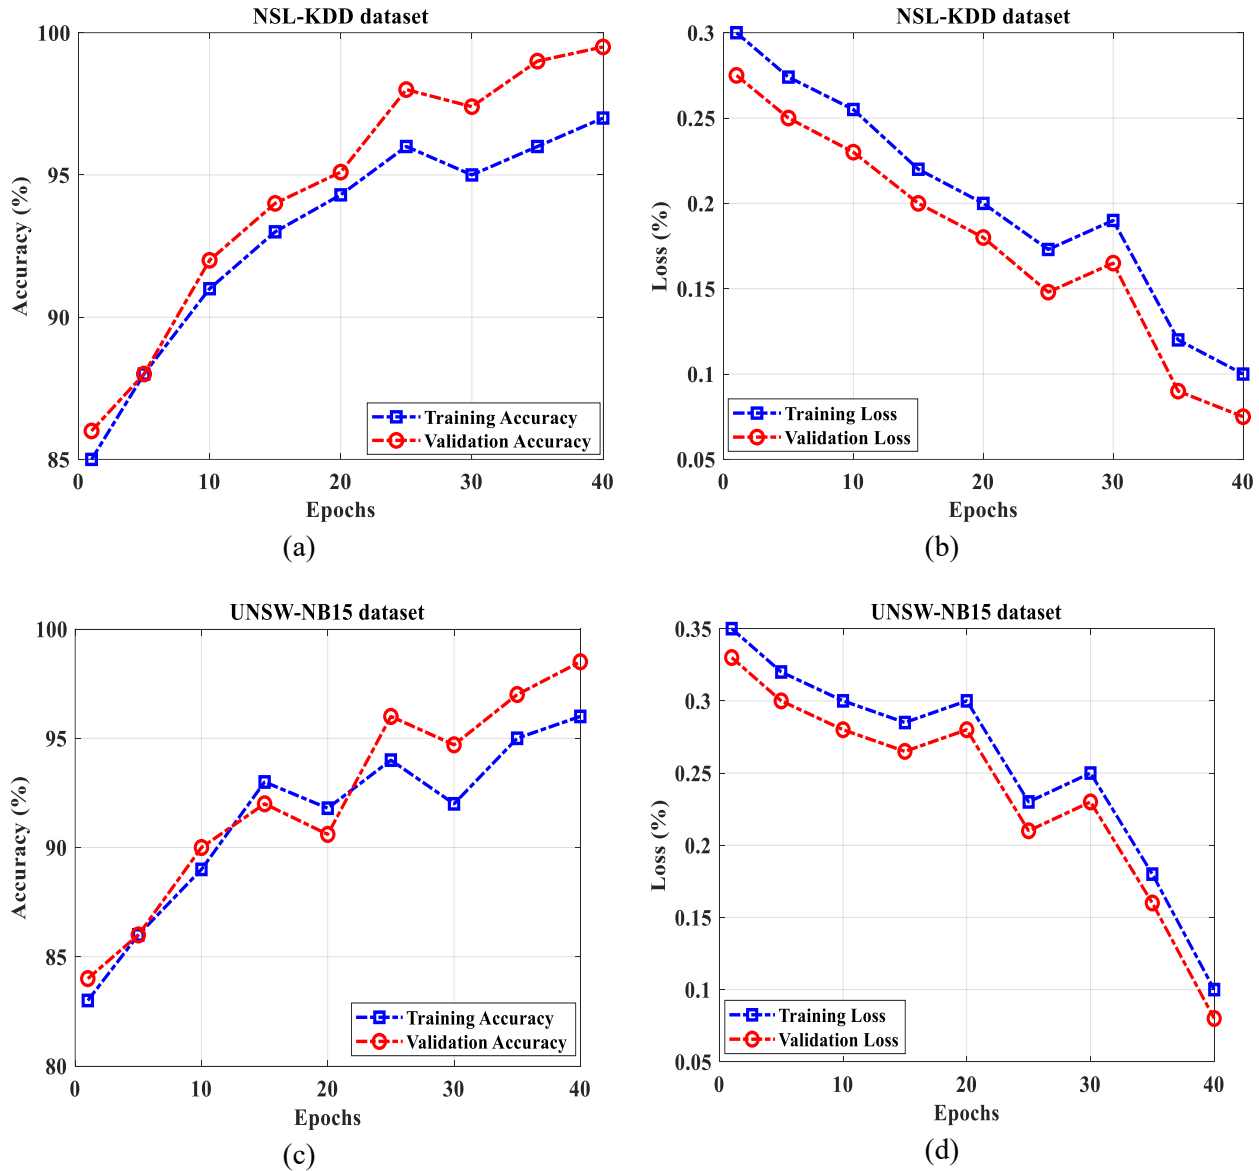 NSL-KDD dataset
100
95
90
85
0
10
20
30
40
Accuracy (%)
Epochs
Training Accuracy
Validation Accuracy
(a)
NSL-KDD dataset
0.3
0.25
0.2
0.15
0.1
0.05
0
10
20
30
40
Loss (%)
Epochs
Training Loss
Validation Loss
(b)
UNSW-NB15 dataset
100
95
90
85
80
0
10
20
30
40
Accuracy (%)
Epochs
Training Accuracy
Validation Accuracy
(c)
UNSW-NB15 dataset
0.35
0.3
0.25
0.2
0.15
0.1
0.05
0
10
20
30
40
Loss (%)
Epochs
Training Loss
Validation Loss
(d)